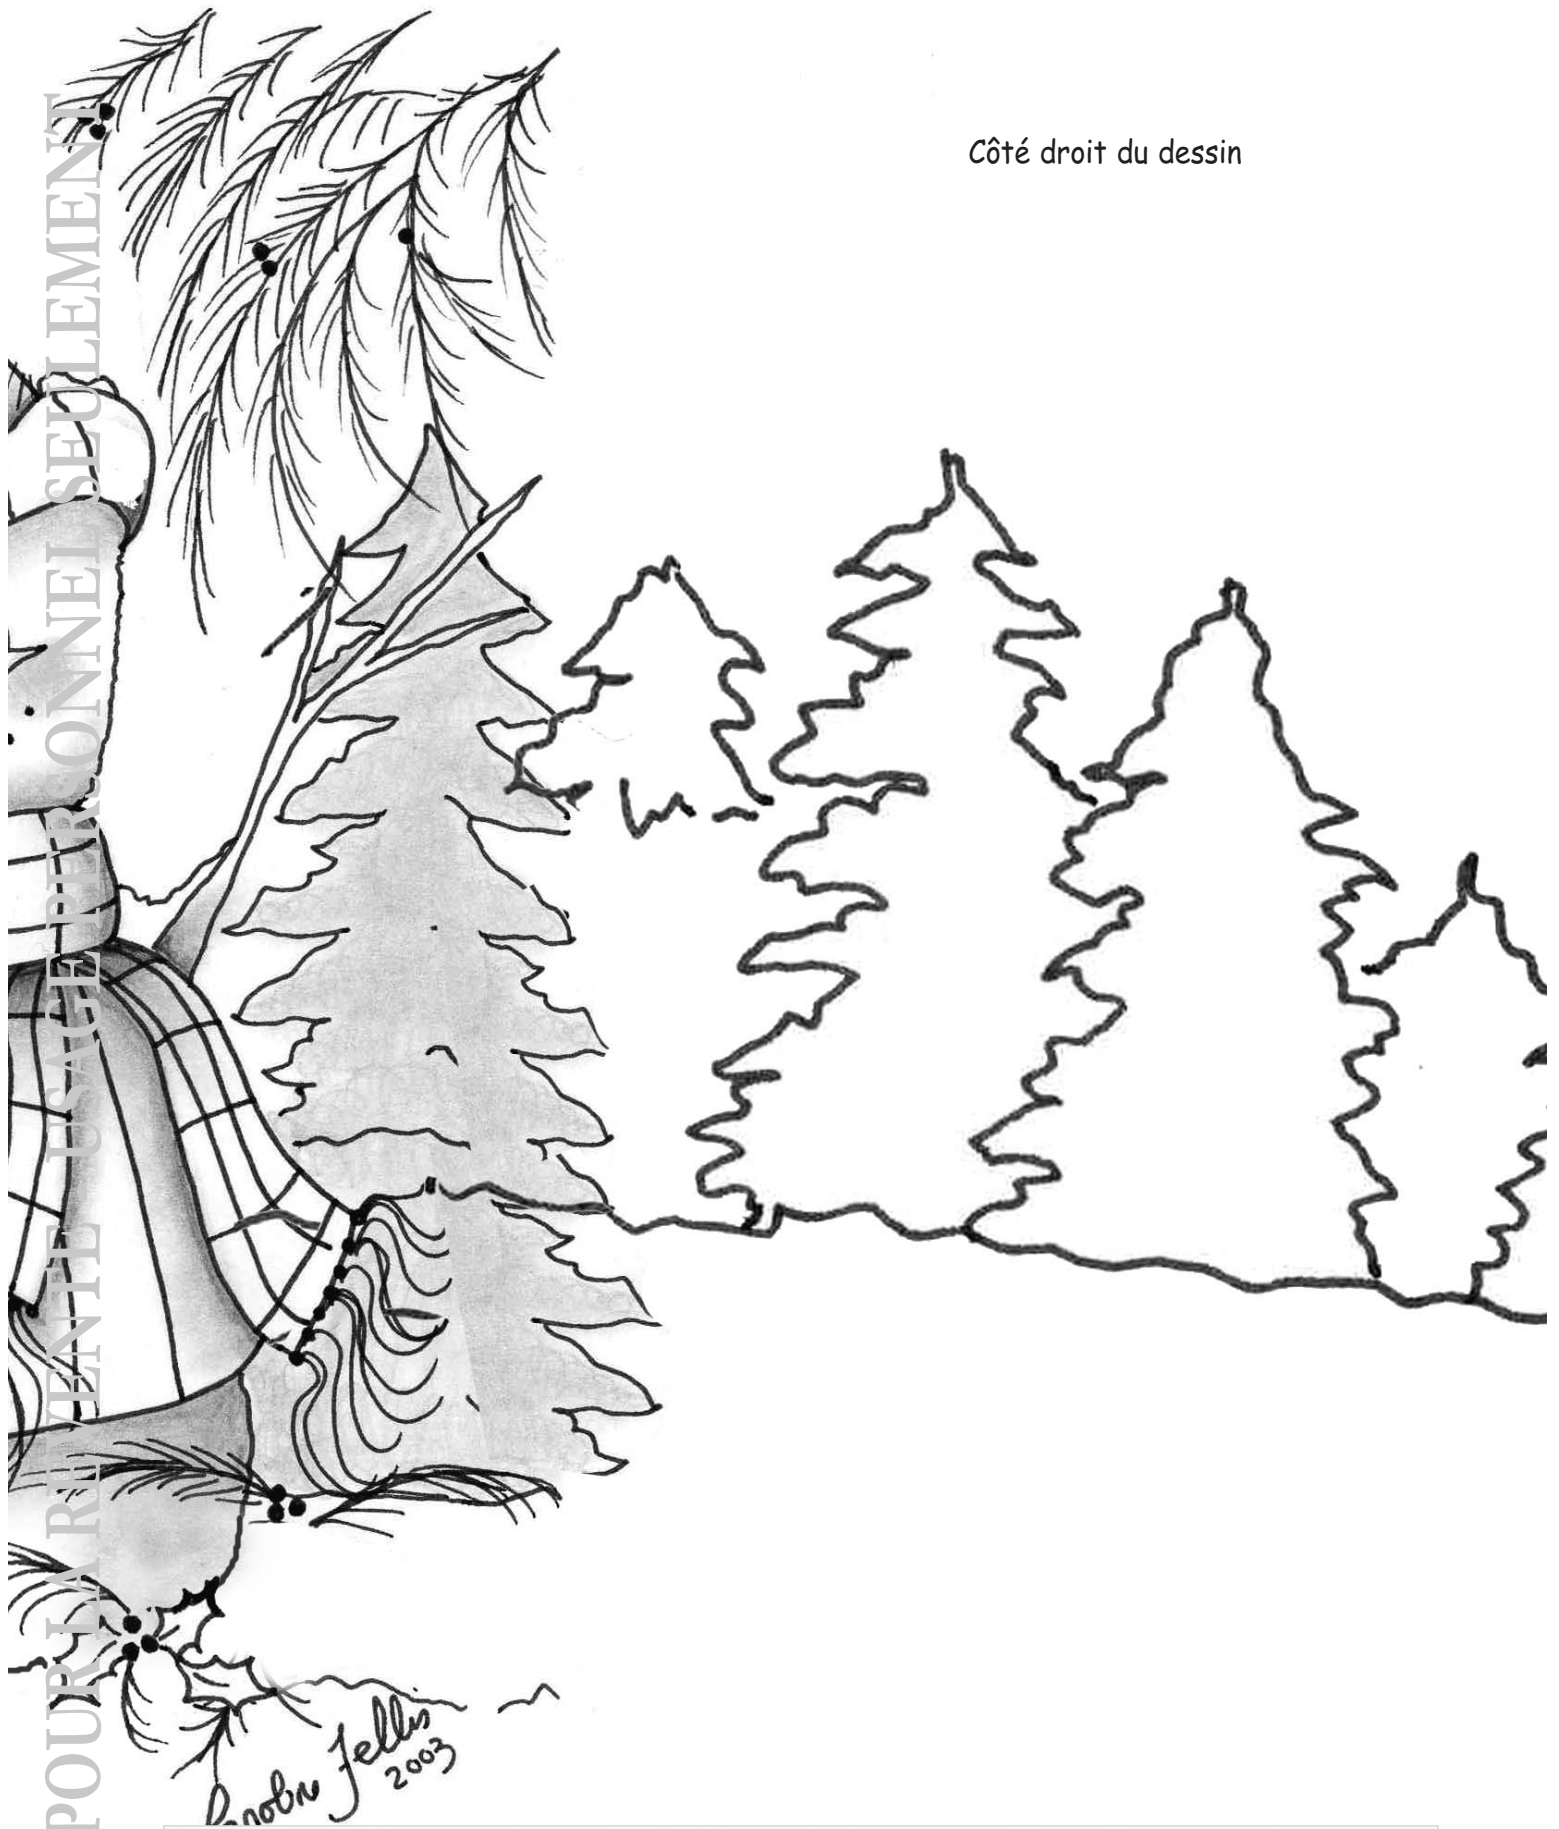 Côté droit du dessin
POUR LA REVENTE USAGE PERSONNEL SEULEMENT
2003